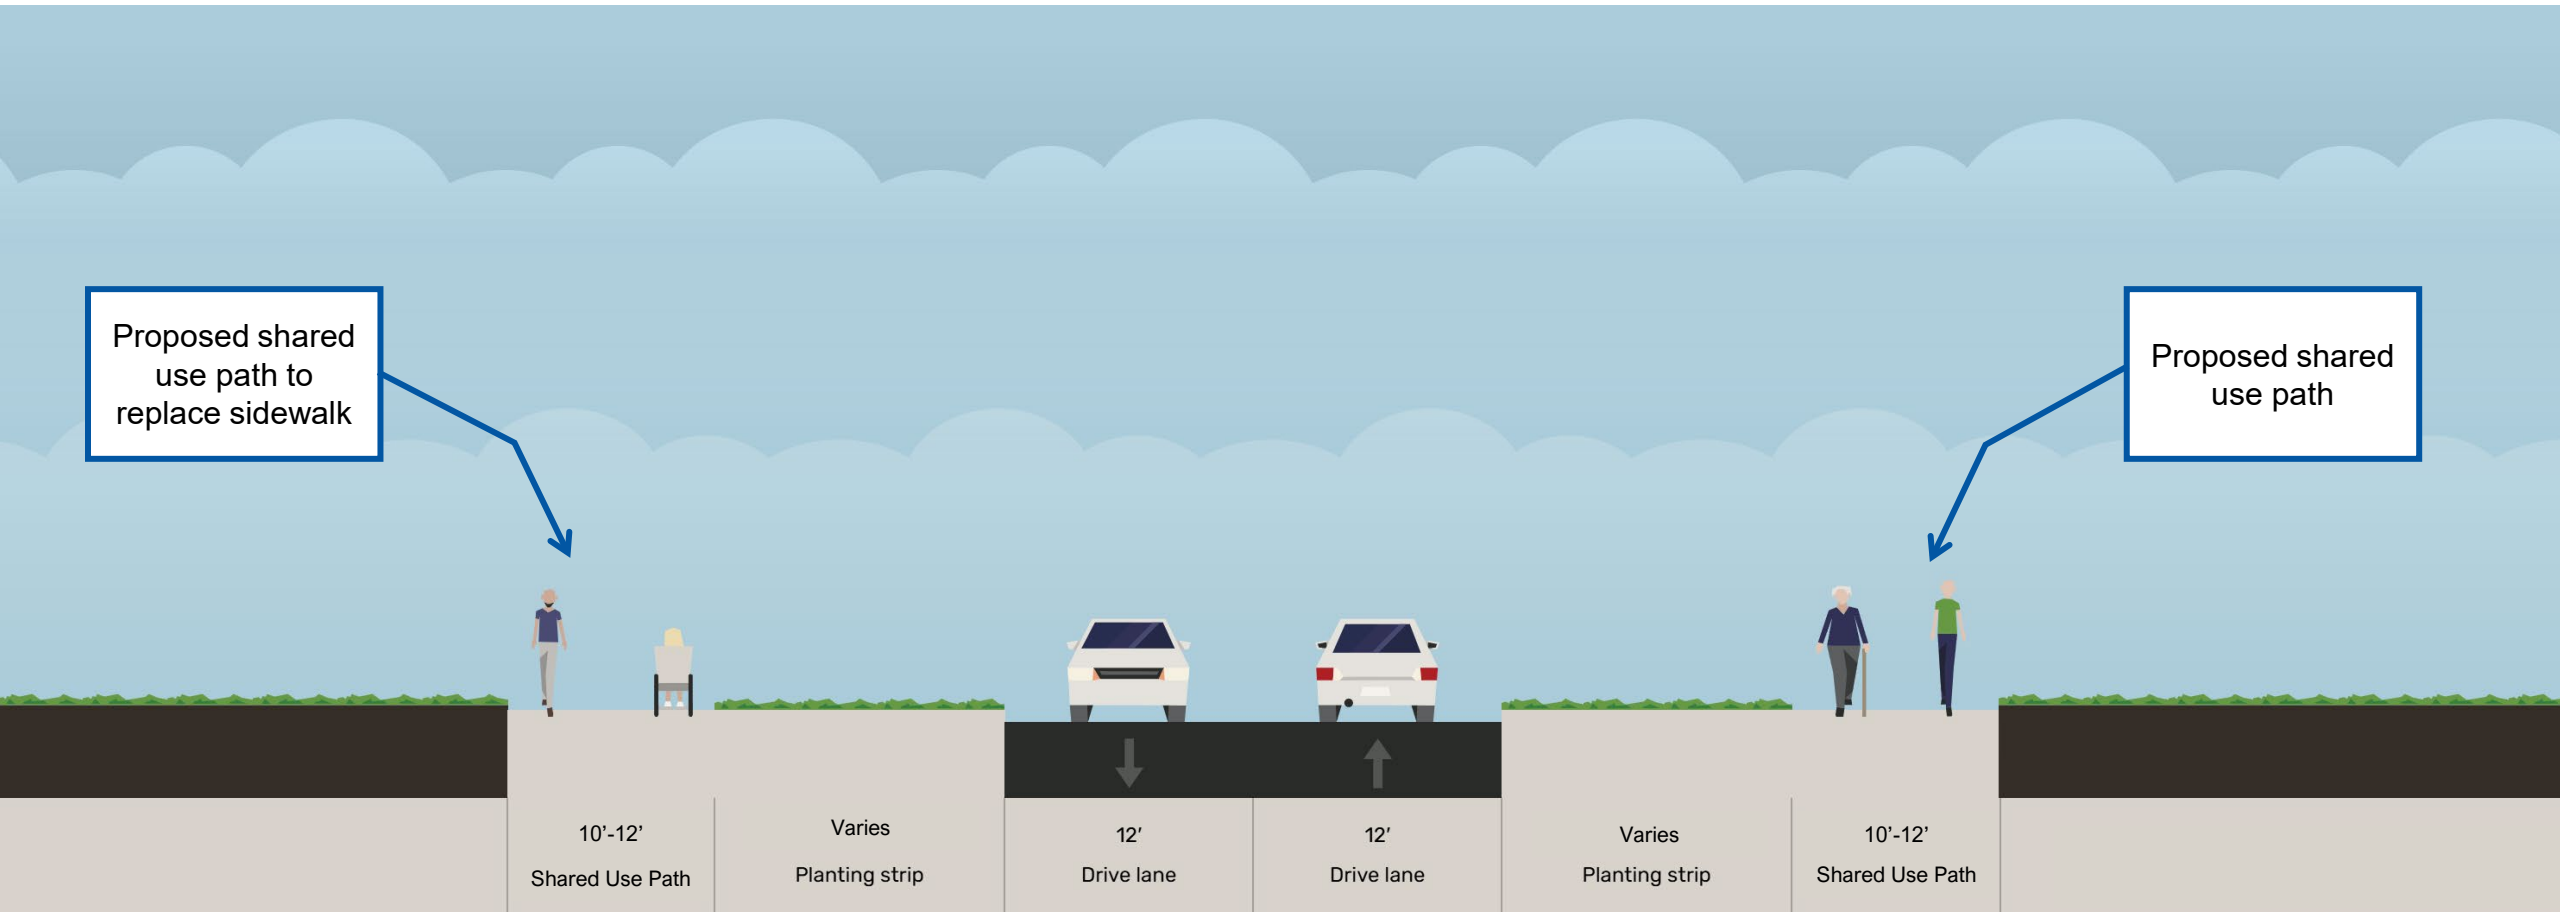 Proposed shared
use path to
replace sidewalk
Proposed shared
use path
10’-12’
Shared Use Path
Varies
Planting strip
12′
Drive lane
12′
Drive lane
Varies
Planting strip
10’-12’
Shared Use Path